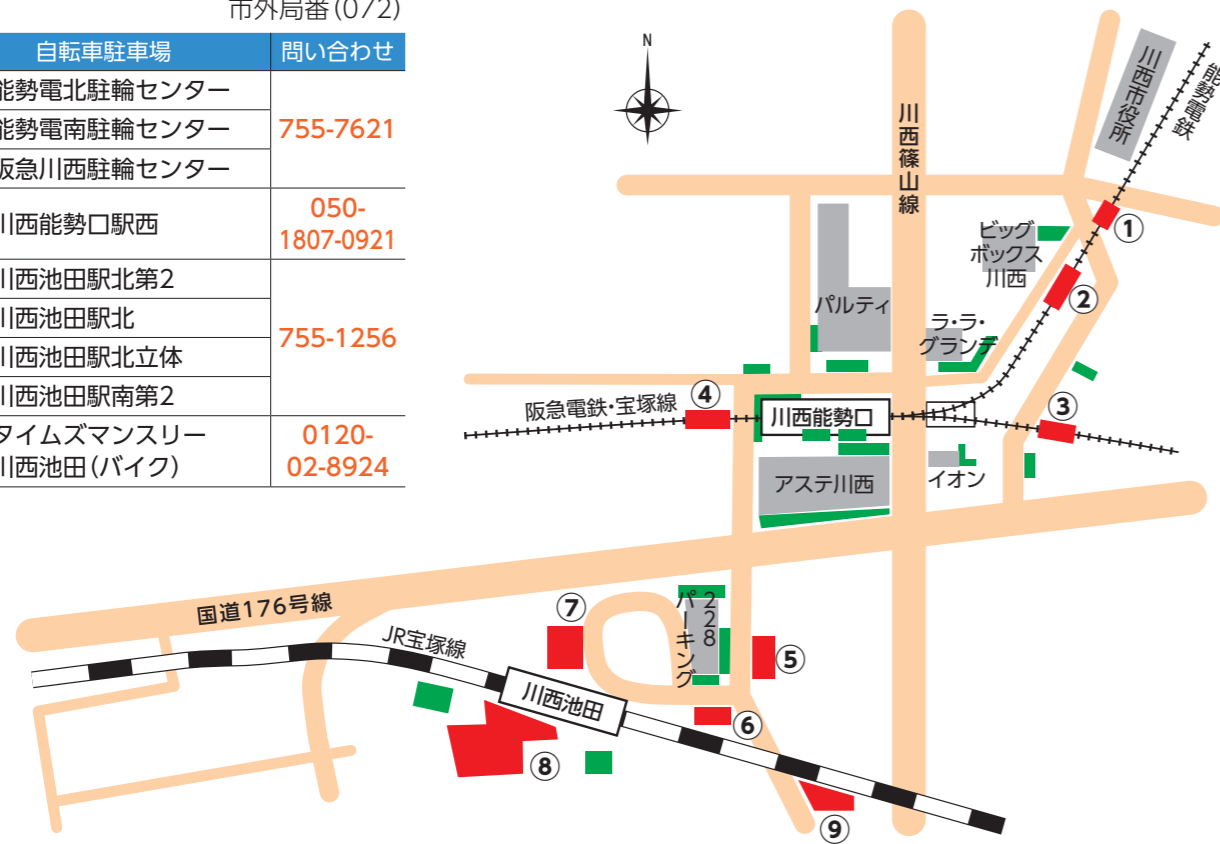 市外局番(072)
自転車駐車場 問い合わせ
能勢電北駐輪センター
能勢電南駐輪センター
755-7621
阪急川西駐輪センター
川西能勢口駅西
050-
1807-0921
川西池田駅北第2
川西池田駅北
755-1256
川西池田駅北立体
川西池田駅南第2
タイムズマンスリー
川西池田(バイク)
0120-
02-8924
N
川西篠山線
川西市役所
能勢電鉄
①
ビッグ
ボックス
川西
②
パルティ
ラ・ラ・
グランデ
阪急電鉄・宝塚線
④
川西能勢口
③
アステ川西
イオン
国道176号線
JR宝塚線
⑦
228
パーキング
⑤
川西池田
⑥
⑧
⑨